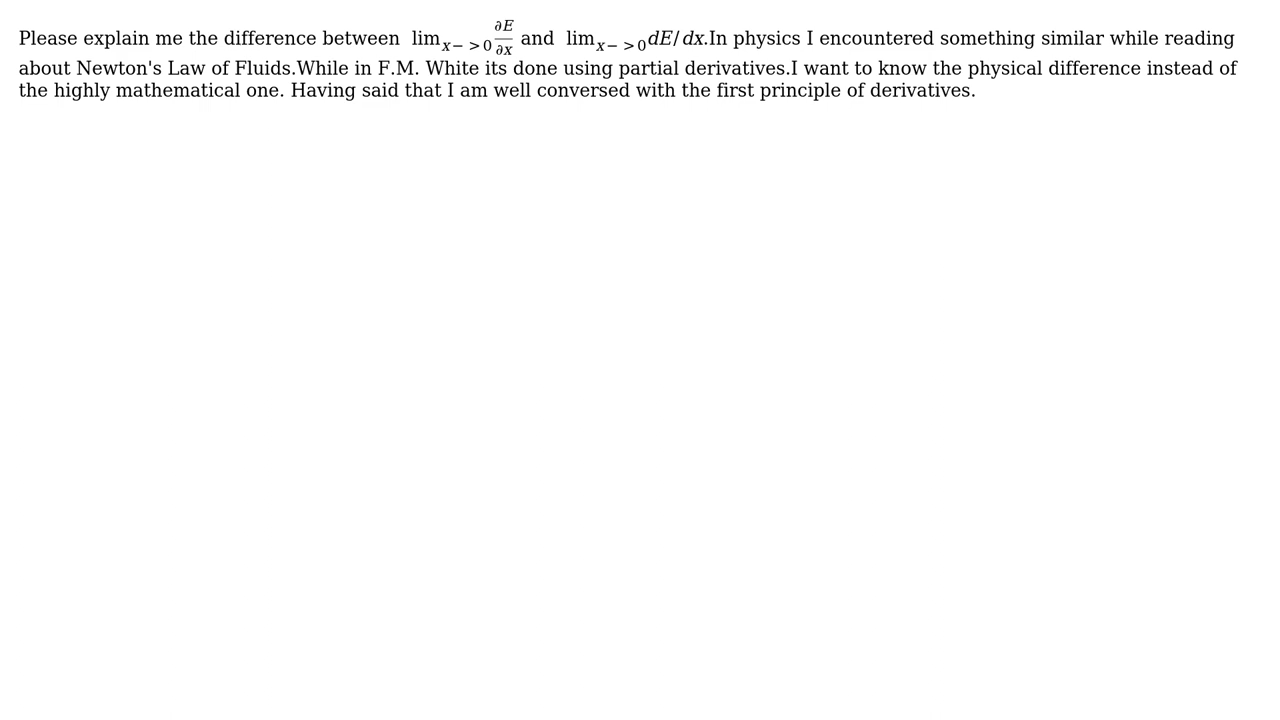 Please explain me the difference between $\lim_{x->0} \frac{\partial E}{\partial x}$ and $\lim_{x->0} dE/dx$.In physics I encountered something similar while reading
about Newton's Law of Fluids.While in F.M. White its done using partial derivatives.I want to know the physical difference instead of
the highly mathematical one. Having said that I am well conversed with the first principle of derivatives.